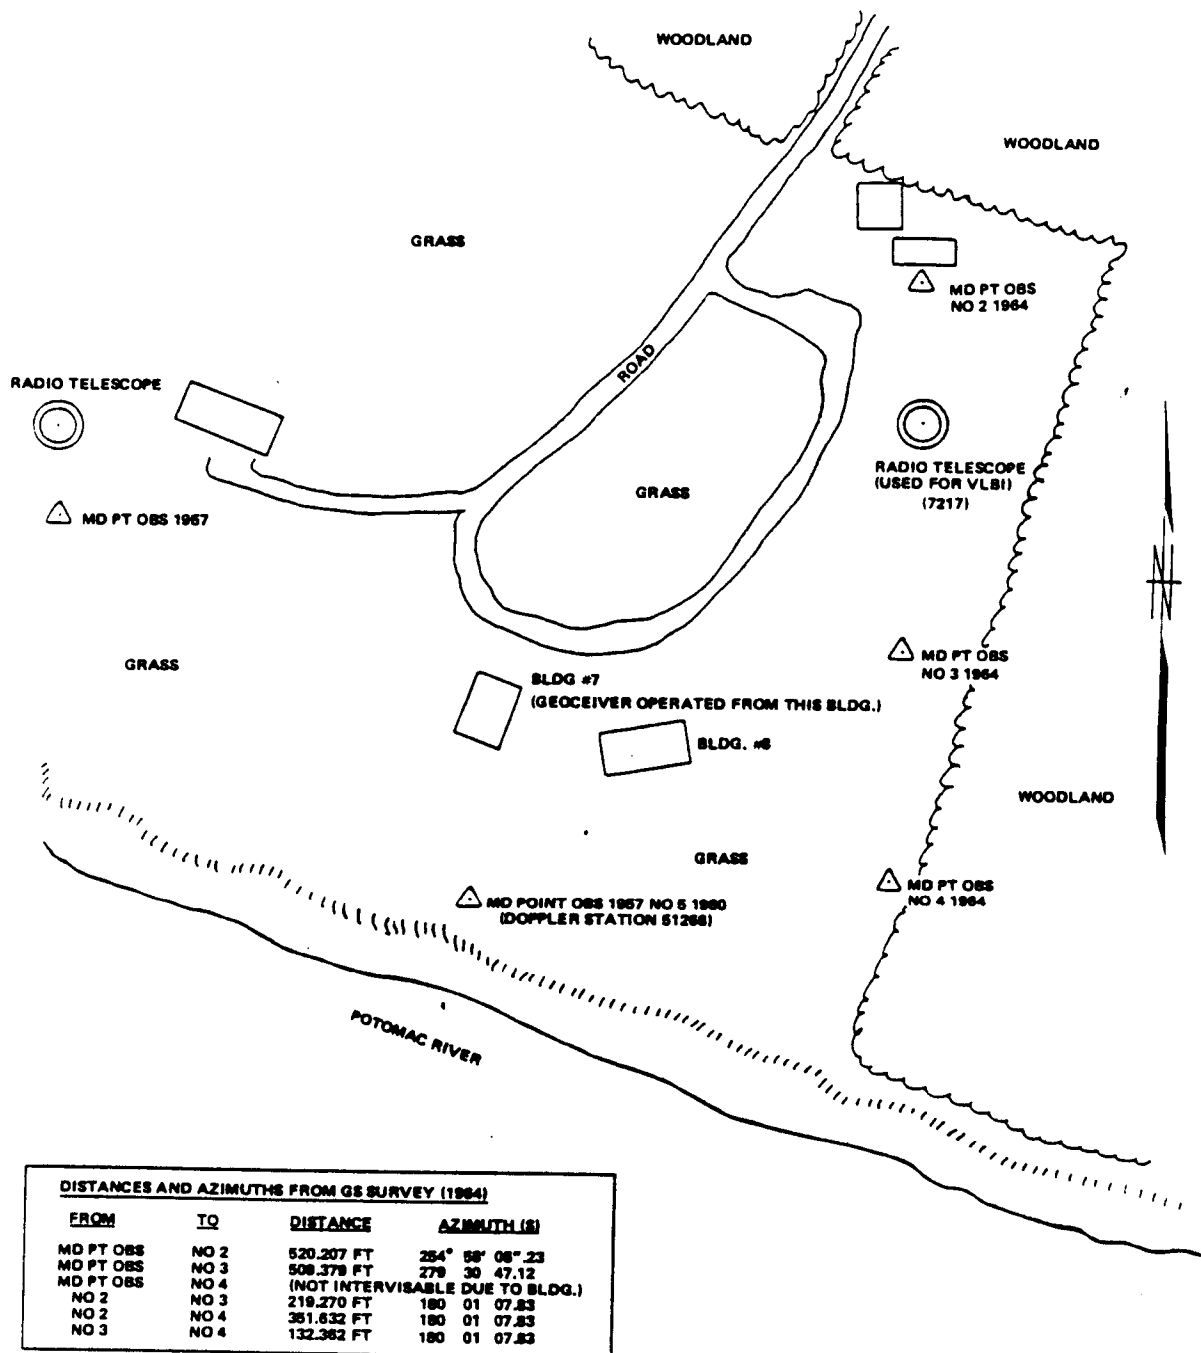 WOODLAND
WOODLAND
GRASS
MD PT OBS
NO 2 1964
ROAD
RADIO TELESCOPE
RADIO TELESCOPE
(USED FOR VLBI)
(7217)
GRASS
MD PT OBS 1957
N
MD PT OBS
NO 3 1964
GRASS
BLDG #7
(GEOCEIVER OPERATED FROM THIS BLDG.)
BLDG. #6
WOODLAND
GRASS
MD PT OBS
NO 4 1964
MD POINT OBS 1957 NO 5 1980
(DOPPLER STATION 51266)
POTOMAC RIVER
DISTANCES AND AZIMUTHS FROM GS SURVEY (1964)
FROM TO DISTANCE AZIMUTH (S)
MD PT OBS NO 2 520.207 FT 254° 58' 08".23
MD PT OBS NO 3 508.379 FT 279 30 47.12
MD PT OBS NO 4 (NOT INTERVISABLE DUE TO BLDG.)
NO 2 NO 3 219.270 FT 180 01 07.83
NO 2 NO 4 351.632 FT 180 01 07.83
NO 3 NO 4 132.362 FT 180 01 07.83